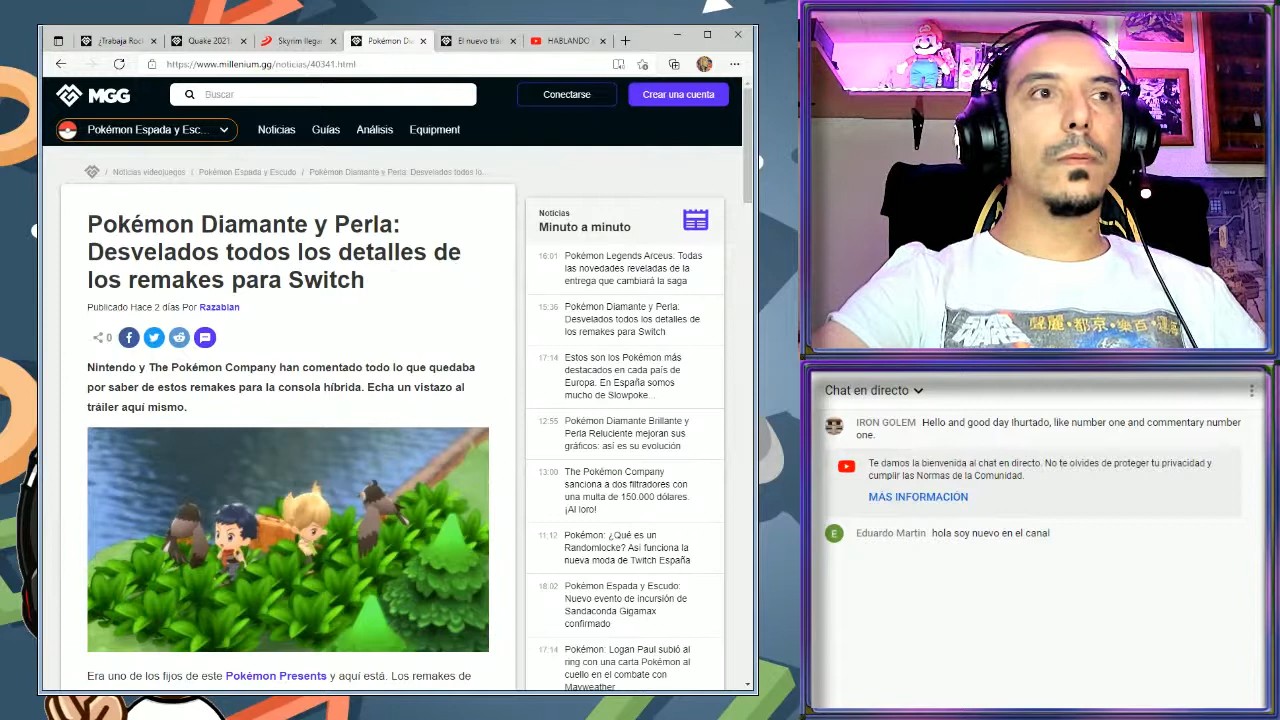 ¿Trabaja Roc
Quake 2021
Skyrim llega
Pokémon Dia
El nuevo trá
HABLANDO
https://www.millenium.gg/noticias/40341.html
MGG
Buscar
Conectarse
Crear una cuenta
Pokémon Espada y Esc...
Noticias
Guías
Análisis
Equipment
/ Noticias videojuegos
Pokémon Espada y Escudo
/ Pokémon Diamante y Perla: Desvelados todos lo...
Pokémon Diamante y Perla:
Desvelados todos los detalles de
los remakes para Switch
Publicado Hace 2 días Por Razabian
0
Nintendo y The Pokémon Company han comentado todo lo que quedaba
por saber de estos remakes para la consola híbrida. Echa un vistazo al
tráiler aquí mismo.
Era uno de los fijos de este Pokémon Presents y aquí está. Los remakes de
Noticias
Minuto a minuto
16:01 Pokémon Legends Arceus: Todas
las novedades reveladas de la
entrega que cambiará la saga
15:36 Pokémon Diamante y Perla:
Desvelados todos los detalles de
los remakes para Switch
17:14 Estos son los Pokémon más
destacados en cada país de
Europa. En España somos
mucho de Slowpoke...
12:55 Pokémon Diamante Brillante y
Perla Reluciente mejoran sus
gráficos: así es su evolución
13:00 The Pokémon Company
sanciona a dos filtradores con
una multa de 150.000 dólares.
¡Al loro!
11:12 Pokémon: ¿Qué es un
Randomlocke? Así funciona la
nueva moda de Twitch España
18:02 Pokémon Espada y Escudo:
Nuevo evento de incursión de
Sandaconda Gigamax
confirmado
17:14 Pokémon: Logan Paul subió al
ring con una carta Pokémon al
cuello en el combate con
Mayweather
Chat en directo
IRON GOLEM Hello and good day Ihurtado, like number one and commentary number
one.
Te damos la bienvenida al chat en directo. No te olvides de proteger tu privacidad y
cumplir las Normas de la Comunidad.
MÁS INFORMACIÓN
E
Eduardo Martin hola soy nuevo en el canal